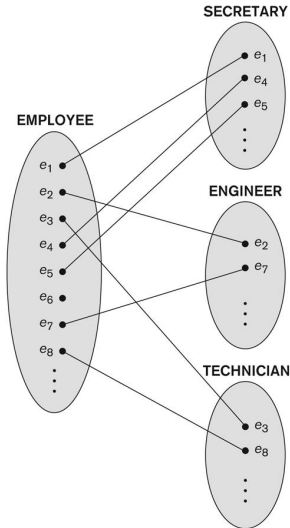 SECRETARY
e1
e4
e5
EMPLOYEE
e1
e2
e3
e4
e5
e6
e7
e8
ENGINEER
e2
e7
TECHNICIAN
e3
e8